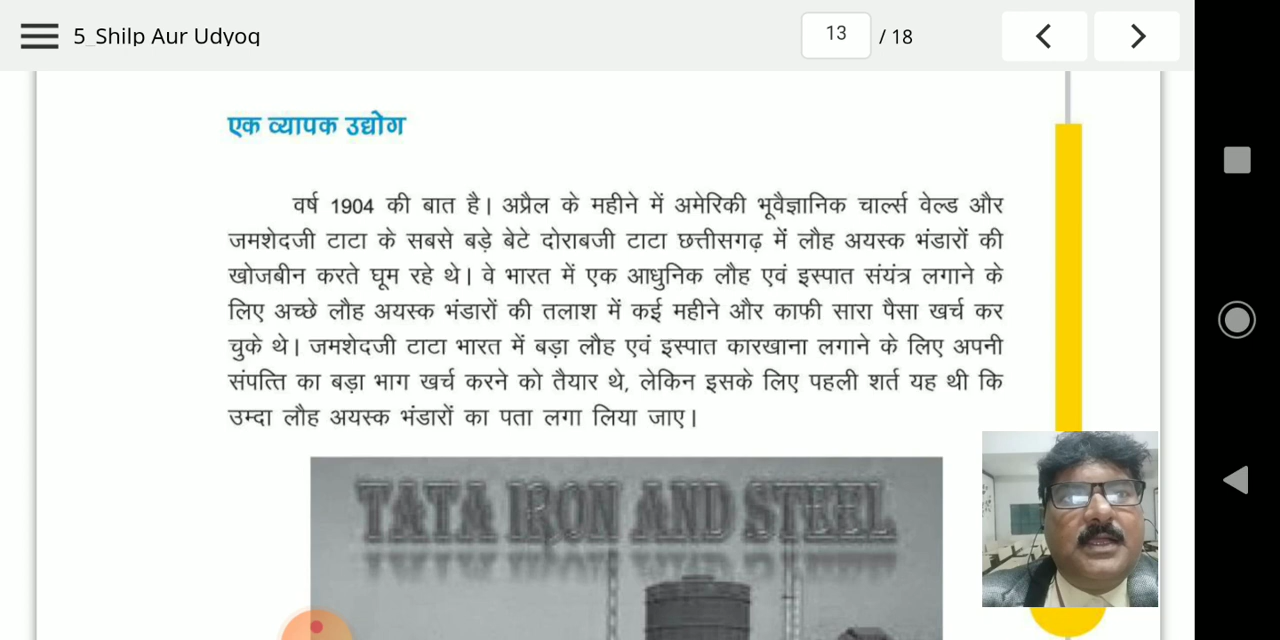 5_Shilp Aur Udyog
13 / 18
एक व्यापक उद्योग
वर्ष 1904 की बात है। अप्रैल के महीने में अमेरिकी भूवैज्ञानिक चार्ल्स वेल्ड और
जमशेदजी टाटा के सबसे बड़े बेटे दोराबजी टाटा छत्तीसगढ़ में लौह अयस्क भंडारों की
खोजबीन करते घूम रहे थे। वे भारत में एक आधुनिक लौह एवं इस्पात संयंत्र लगाने के
लिए अच्छे लौह अयस्क भंडारों की तलाश में कई महीने और काफी सारा पैसा खर्च कर
चुके थे। जमशेदजी टाटा भारत में बड़ा लौह एवं इस्पात कारखाना लगाने के लिए अपनी
संपत्ति का बड़ा भाग खर्च करने को तैयार थे, लेकिन इसके लिए पहली शर्त यह थी कि
उम्दा लौह अयस्क भंडारों का पता लगा लिया जाए।
TATA IRON AND STEEL